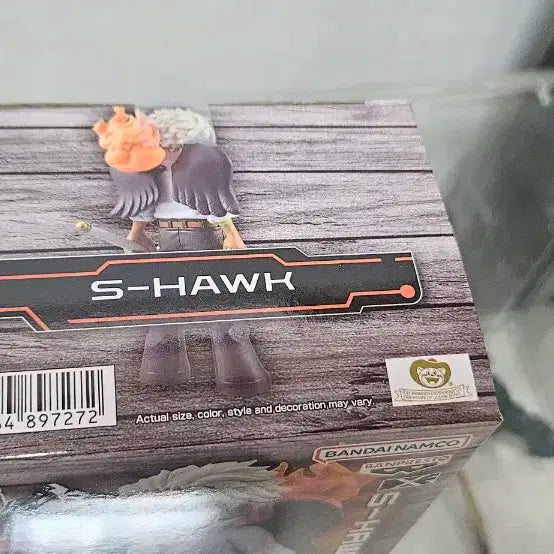 S-HAWK
4 897272
Actual size, color, style and decoration may vary.
BANDAI NAMCO
BANPRESTO